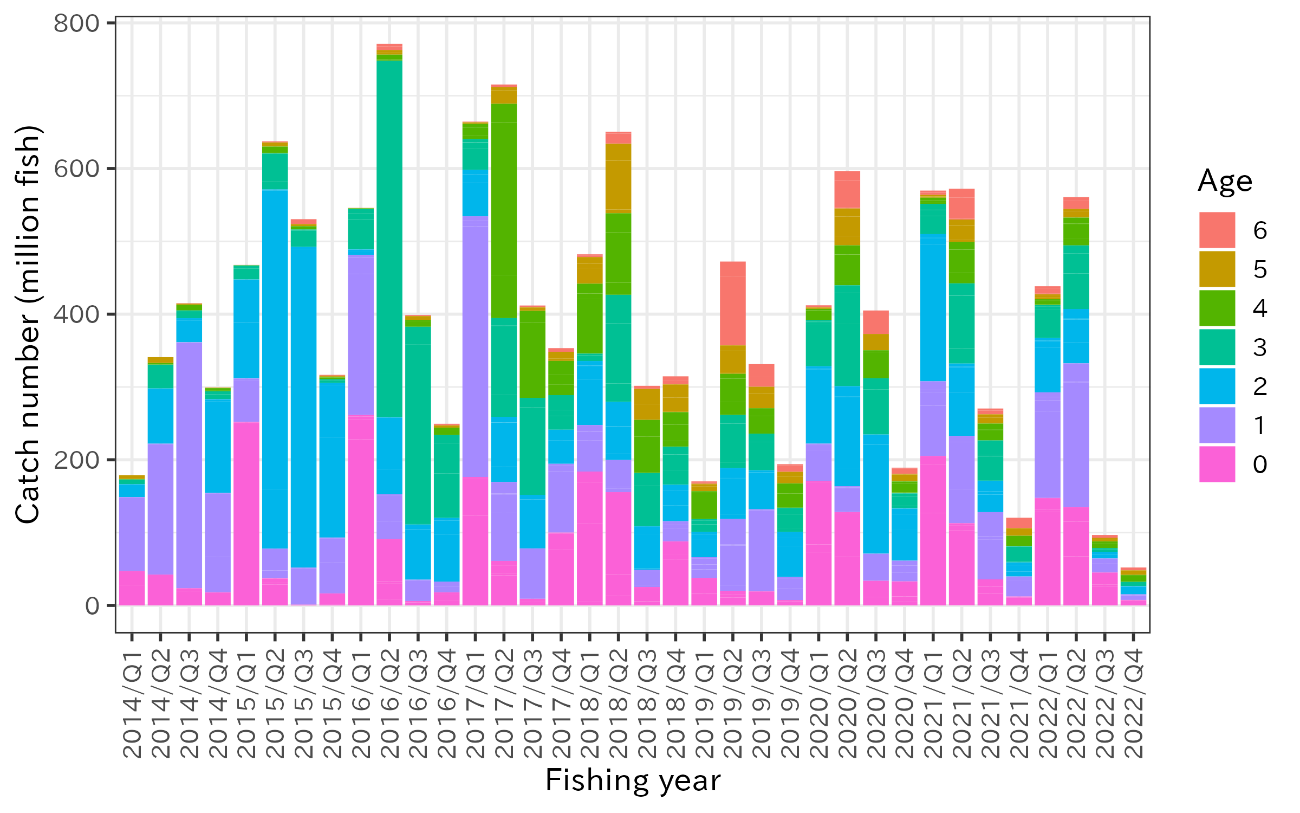 800
600
400
200
0
Catch number (million fish)
2014/Q1
2014/Q2
2014/Q3
2014/Q4
2015/Q1
2015/Q2
2015/Q3
2015/Q4
2016/Q1
2016/Q2
2016/Q3
2016/Q4
2017/Q1
2017/Q2
2017/Q3
2017/Q4
2018/Q1
2018/Q2
2018/Q3
2018/Q4
2019/Q1
2019/Q2
2019/Q3
2019/Q4
2020/Q1
2020/Q2
2020/Q3
2020/Q4
2021/Q1
2021/Q2
2021/Q3
2021/Q4
2022/Q1
2022/Q2
2022/Q3
2022/Q4
Fishing year
Age
6
5
4
3
2
1
0